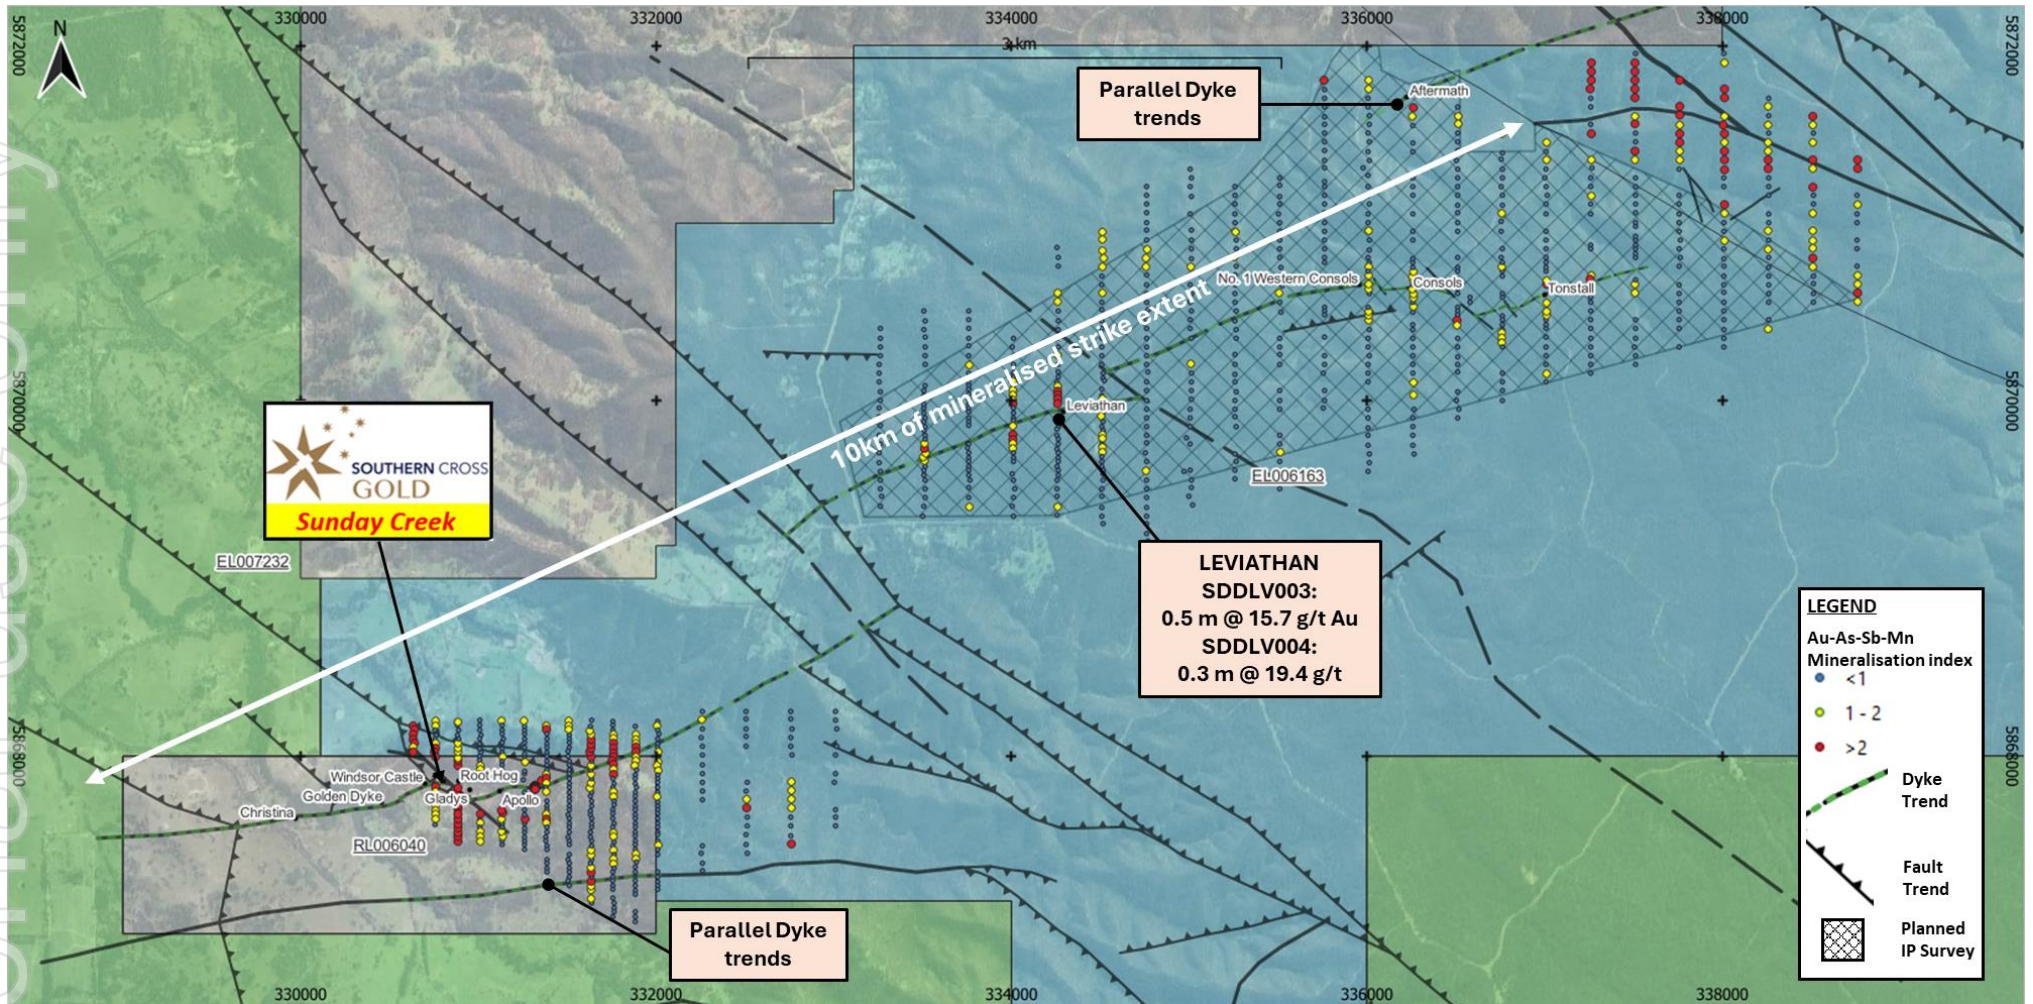 330000
332000
334000
336000
338000
5872000
5872000
N
3 km
Parallel Dyke
trends
Aftermath
No. 1 Western Consols
Consols
Tonstall
10km of mineralised strike extent
5870000
5870000
Leviathan
SOUTHERN CROSS
GOLD
Sunday Creek
EL006163
EL007232
LEVIATHAN
SDDLV003:
0.5 m @ 15.7 g/t Au
SDDLV004:
0.3 m @ 19.4 g/t
LEGEND
Au-As-Sb-Mn
Mineralisation index
<1
1 - 2
>2
Dyke
Trend
Fault
Trend
Planned
IP Survey
5868000
5868000
Windsor Castle
Root Hog
Golden Dyke
Gladys
Apollo
Christina
RL006040
Parallel Dyke
trends
330000
332000
334000
336000
338000